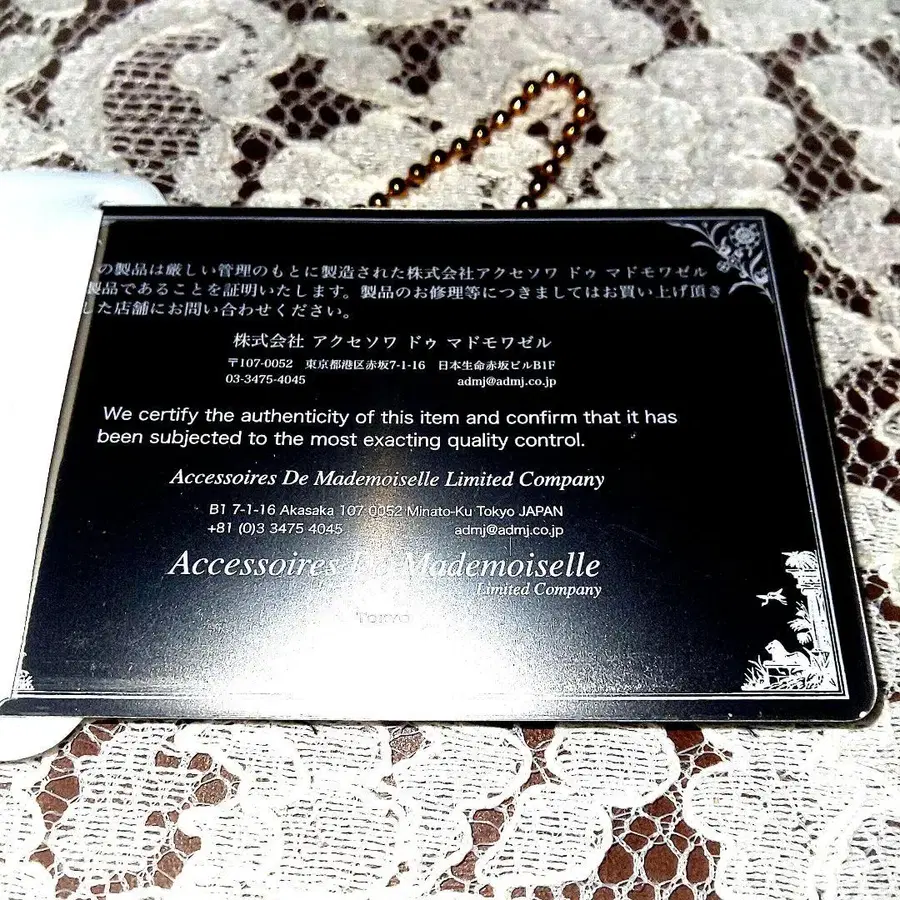 の製品は厳しい管理のもとに製造された株式会社アクセソワ ドゥ マドモワゼル
製品であることを証明いたします。製品のお修理等につきましてはお買い上げ頂き
した店舗にお問い合わせください。
株式会社 アクセソワ ドゥ マドモワゼル
〒107-0052 東京都港区赤坂7-1-16 日本生命赤坂ビルB1F
03-3475-4045 admj@admj.co.jp
We certify the authenticity of this item and confirm that it has
been subjected to the most exacting quality control.
Accessoires De Mademoiselle Limited Company
B1 7-1-16 Akasaka 107 0052 Minato-Ku Tokyo JAPAN
+81 (0)3 3475 4045 admj@admj.co.jp
Accessoires De Mademoiselle
Limited Company
TOKYO